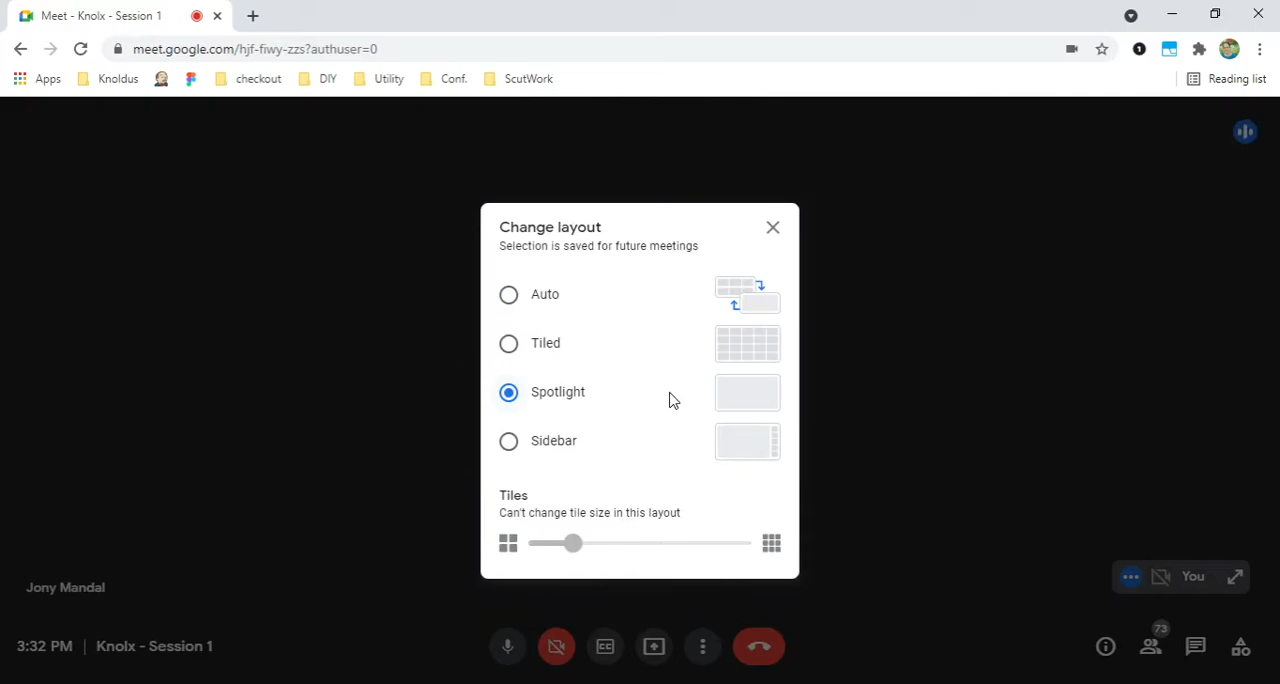 Meet - Knolx - Session 1
meet.google.com/hjf-fiwy-zzs?authuser=0
Apps Knoldus checkout DIY Utility Conf. ScutWork Reading list
Change layout
Selection is saved for future meetings
Auto
Tiled
Spotlight
Sidebar
Tiles
Can't change tile size in this layout
Jony Mandal
You
3:32 PM | Knolx - Session 1
CC
73